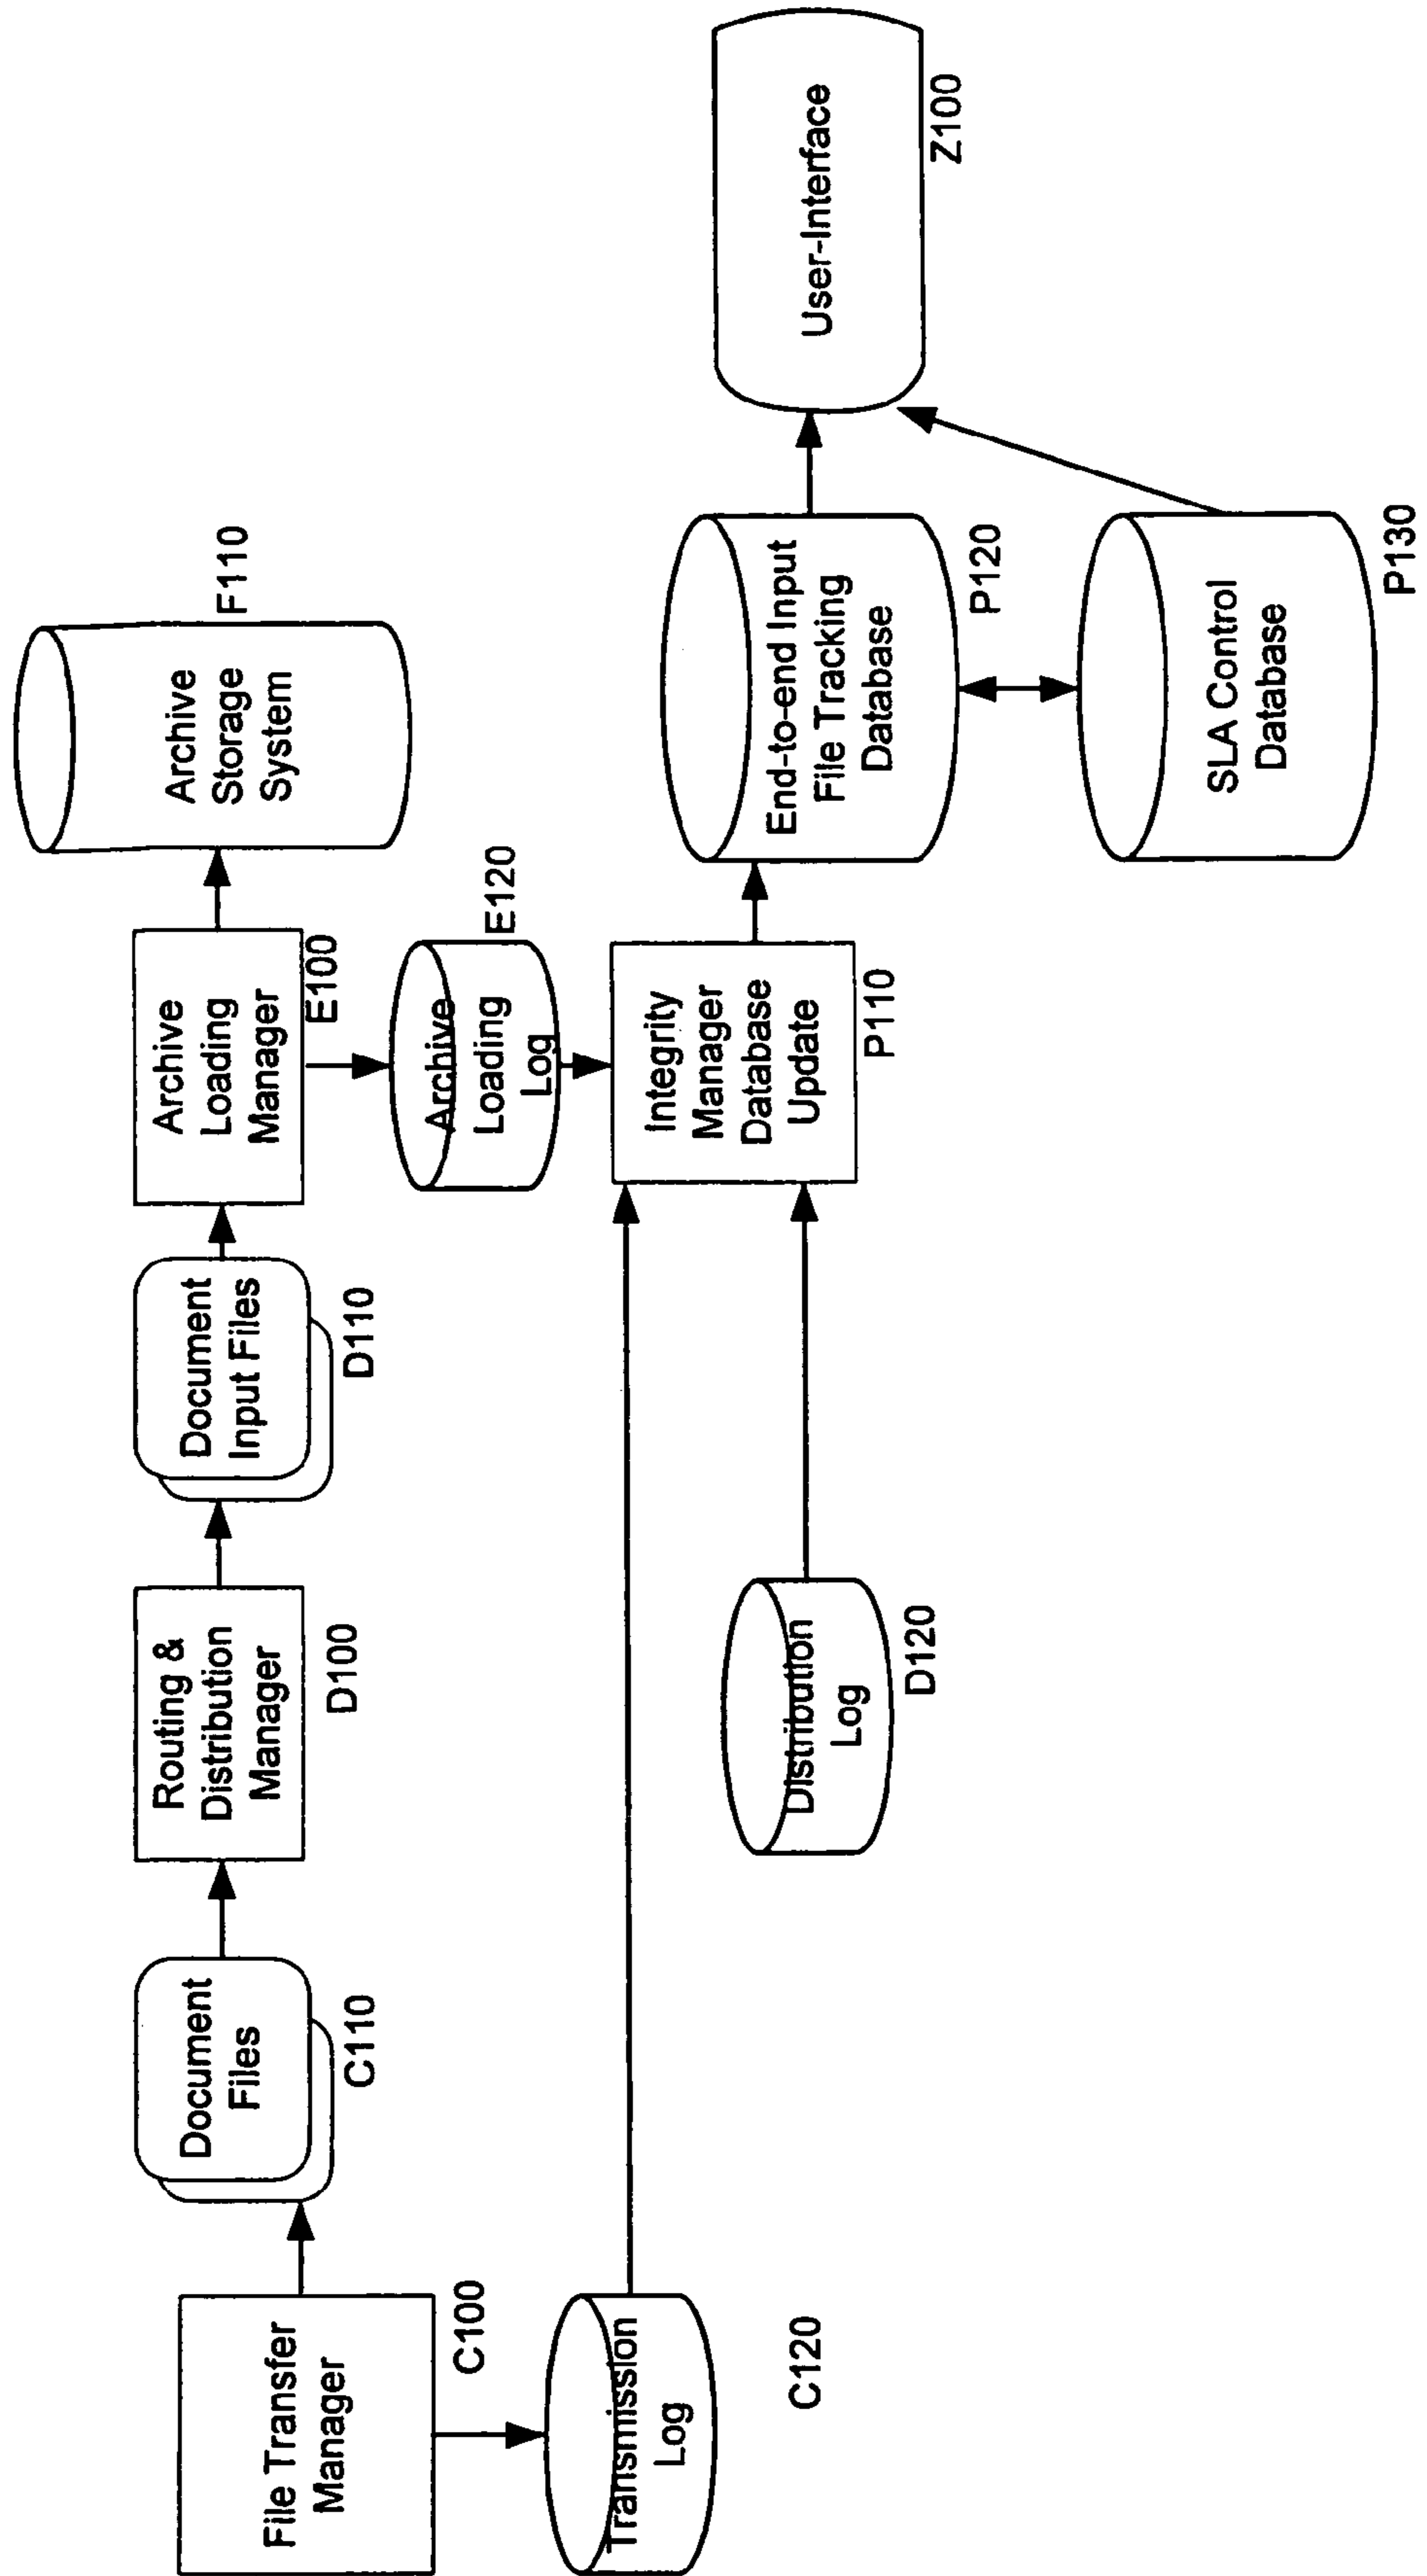 File Transfer
Manager
C100
Document
Files
C110
Routing &
Distribution
Manager
D100
Document
Input Files
D110
Archive
Loading
Manager
E100
Archive
Storage
System
F110
Transmission
Log
C120
Distribution
Log
D120
Archive
Loading
Log
E120
Integrity
Manager
Database
Update
P110
End-to-end Input
File Tracking
Database
P120
SLA Control
Database
P130
User-Interface
Z100